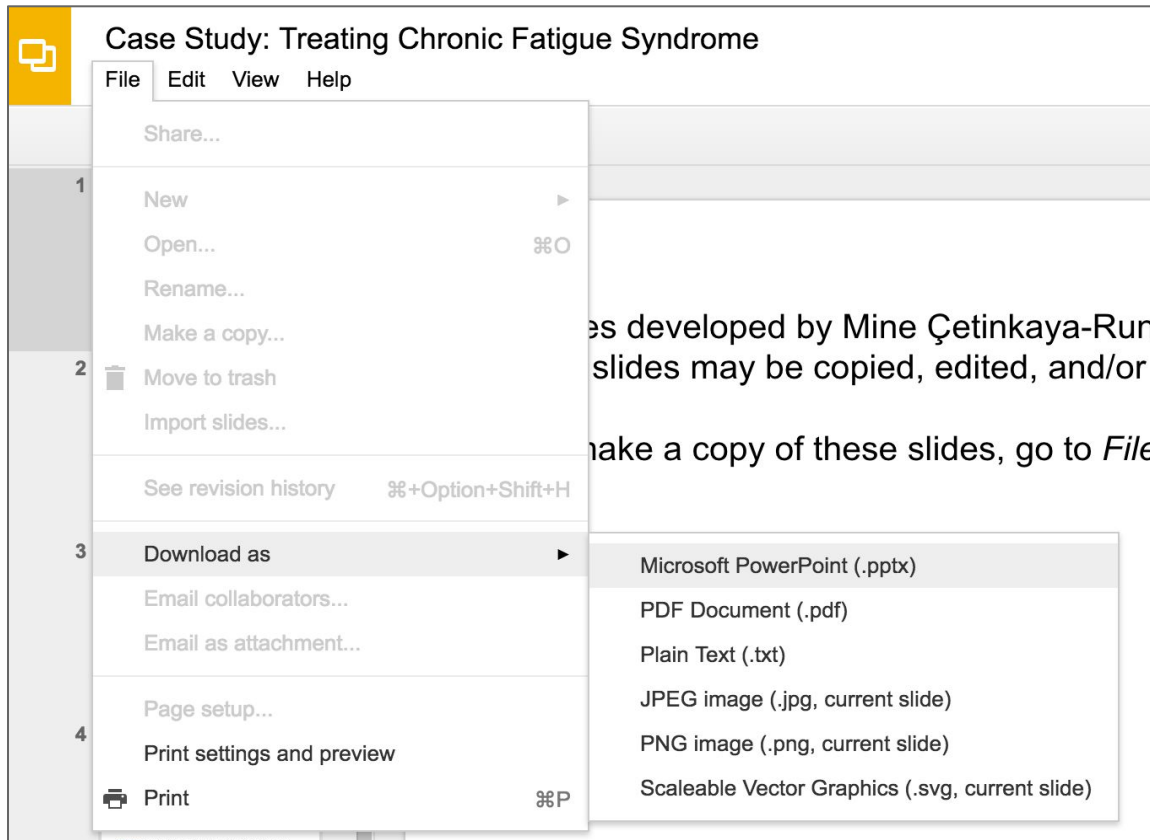 Case Study: Treating Chronic Fatigue Syndrome
File Edit View Help
Share...
1
New ►
Open... ⌘O
Rename...
es developed by Mine Çetinkaya-Run
Make a copy...
slides may be copied, edited, and/or
2
Move to trash
Import slides...
make a copy of these slides, go to File
See revision history ⌘+Option+Shift+H
3
Download as ►
Microsoft PowerPoint (.pptx)
Email collaborators...
PDF Document (.pdf)
Email as attachment...
Plain Text (.txt)
JPEG image (.jpg, current slide)
Page setup...
4
PNG image (.png, current slide)
Print settings and preview
Scaleable Vector Graphics (.svg, current slide)
Print ⌘P